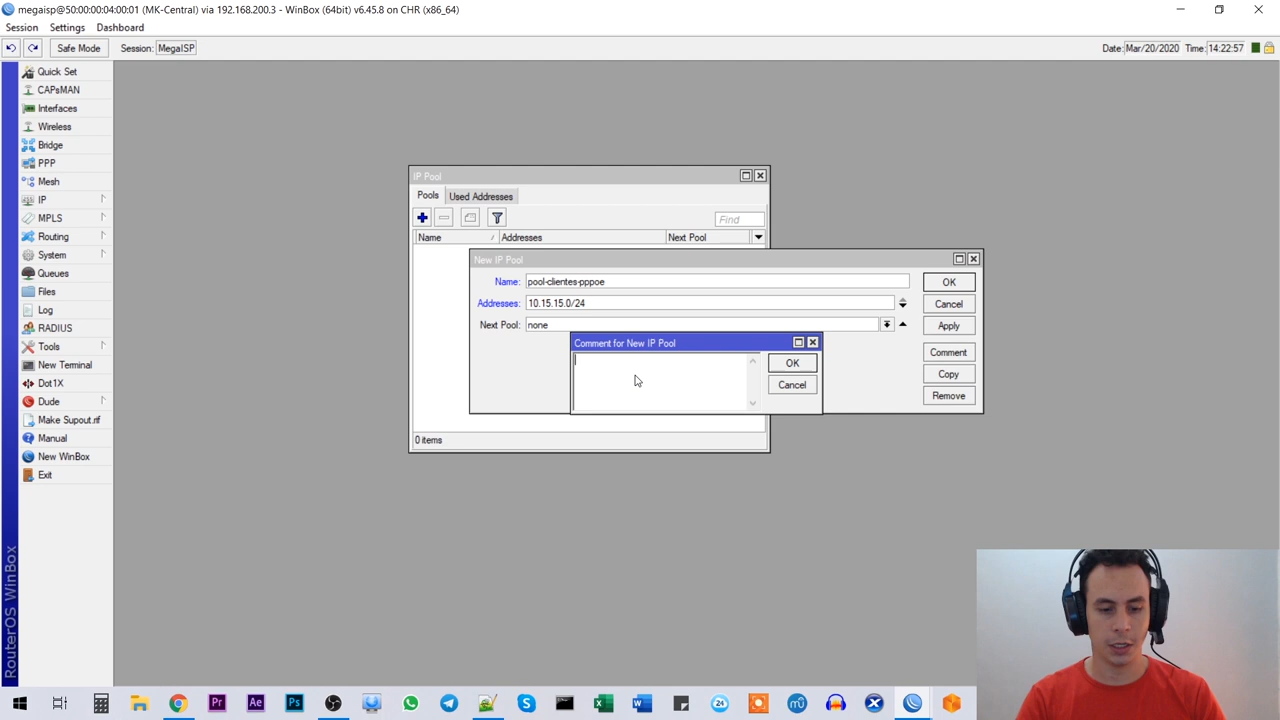 megaisp@50:00:00:04:00:01 (MK-Central) via 192.168.200.3 - WinBox (64bit) v6.45.8 on CHR (x86_64)
Session Settings Dashboard
Safe Mode Session: MegaISP Date: Mar/20/2020 Time: 14:22:57
Quick Set
CAPsMAN
Interfaces
Wireless
Bridge
PPP
Mesh
IP
MPLS
Routing
System
Queues
Files
Log
RADIUS
Tools
New Terminal
Dot1X
Dude
Make Supout.rif
Manual
New WinBox
Exit
RouterOS WinBox
IP Pool
Pools Used Addresses
Find
Name Addresses Next Pool
0 items
New IP Pool
Name: pool-clientes-pppoe
Addresses: 10.15.15.0/24
Next Pool: none
OK
Cancel
Apply
Comment
Copy
Remove
Comment for New IP Pool
OK
Cancel
Pr Ae Ps 24